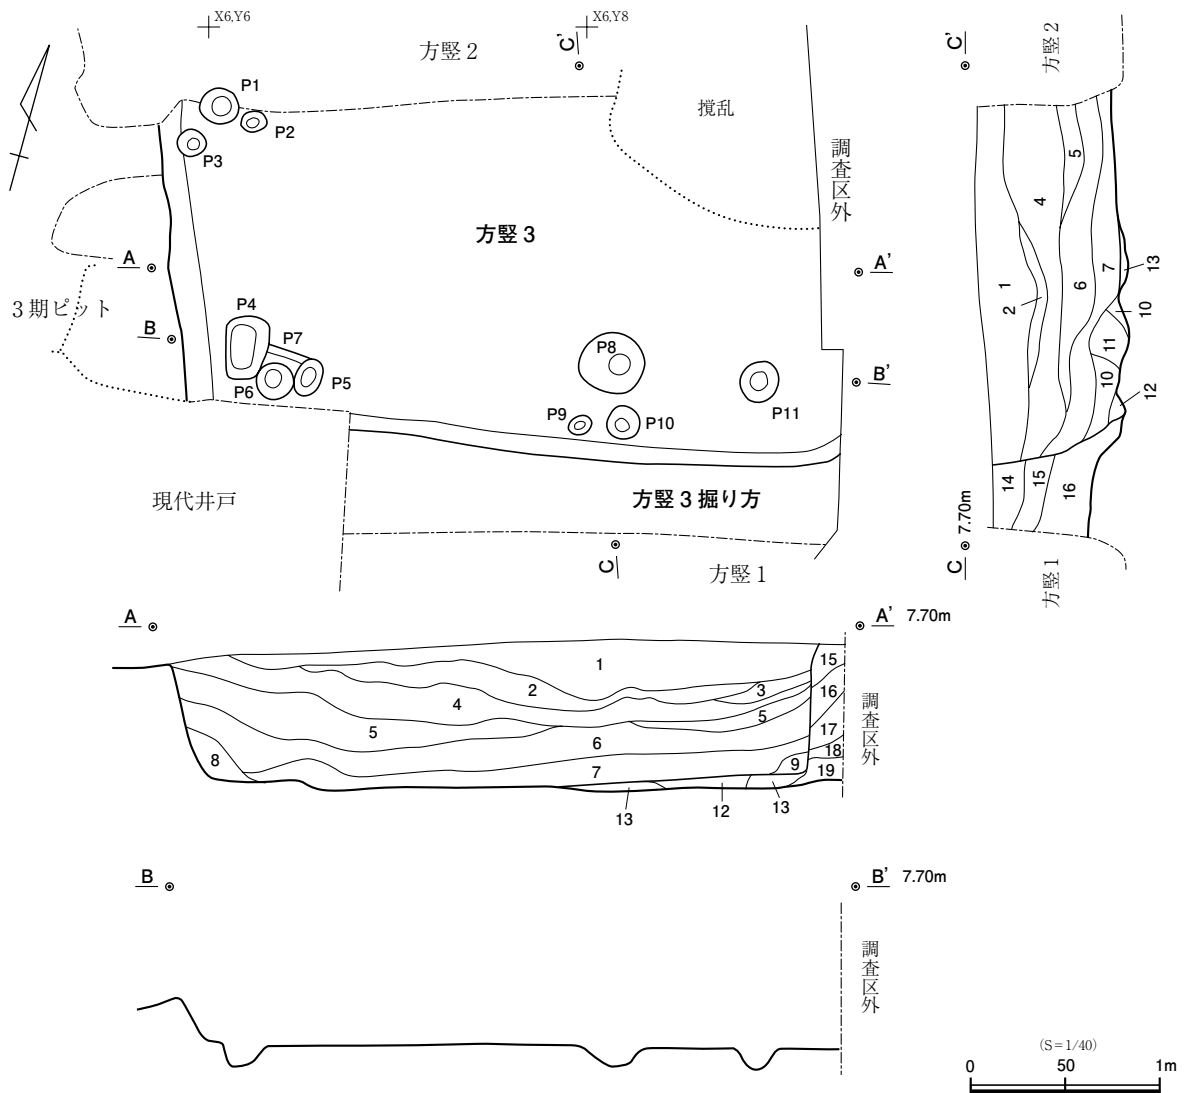 X6,Y6
X6,Y8
C'
方竪 2
P1
P2
P3
攪乱
調査区外
方竪 3
A
A'
3 期ピット
B
B'
P4
P7
P6
P5
P8
P9
P10
P11
現代井戸
方竪 3 掘り方
C
方竪 1
C'
方竪 2
5
4
1
2
6
7
13
10
11
10
12
14
15
16
7.70m
C
方竪 1
A
A' 7.70m
1
2
3
4
5
5
6
7
8
9
15
16
17
18
19
13
12
13
調査区外
B
B' 7.70m
調査区外
(S=1/40)
0 50 1m